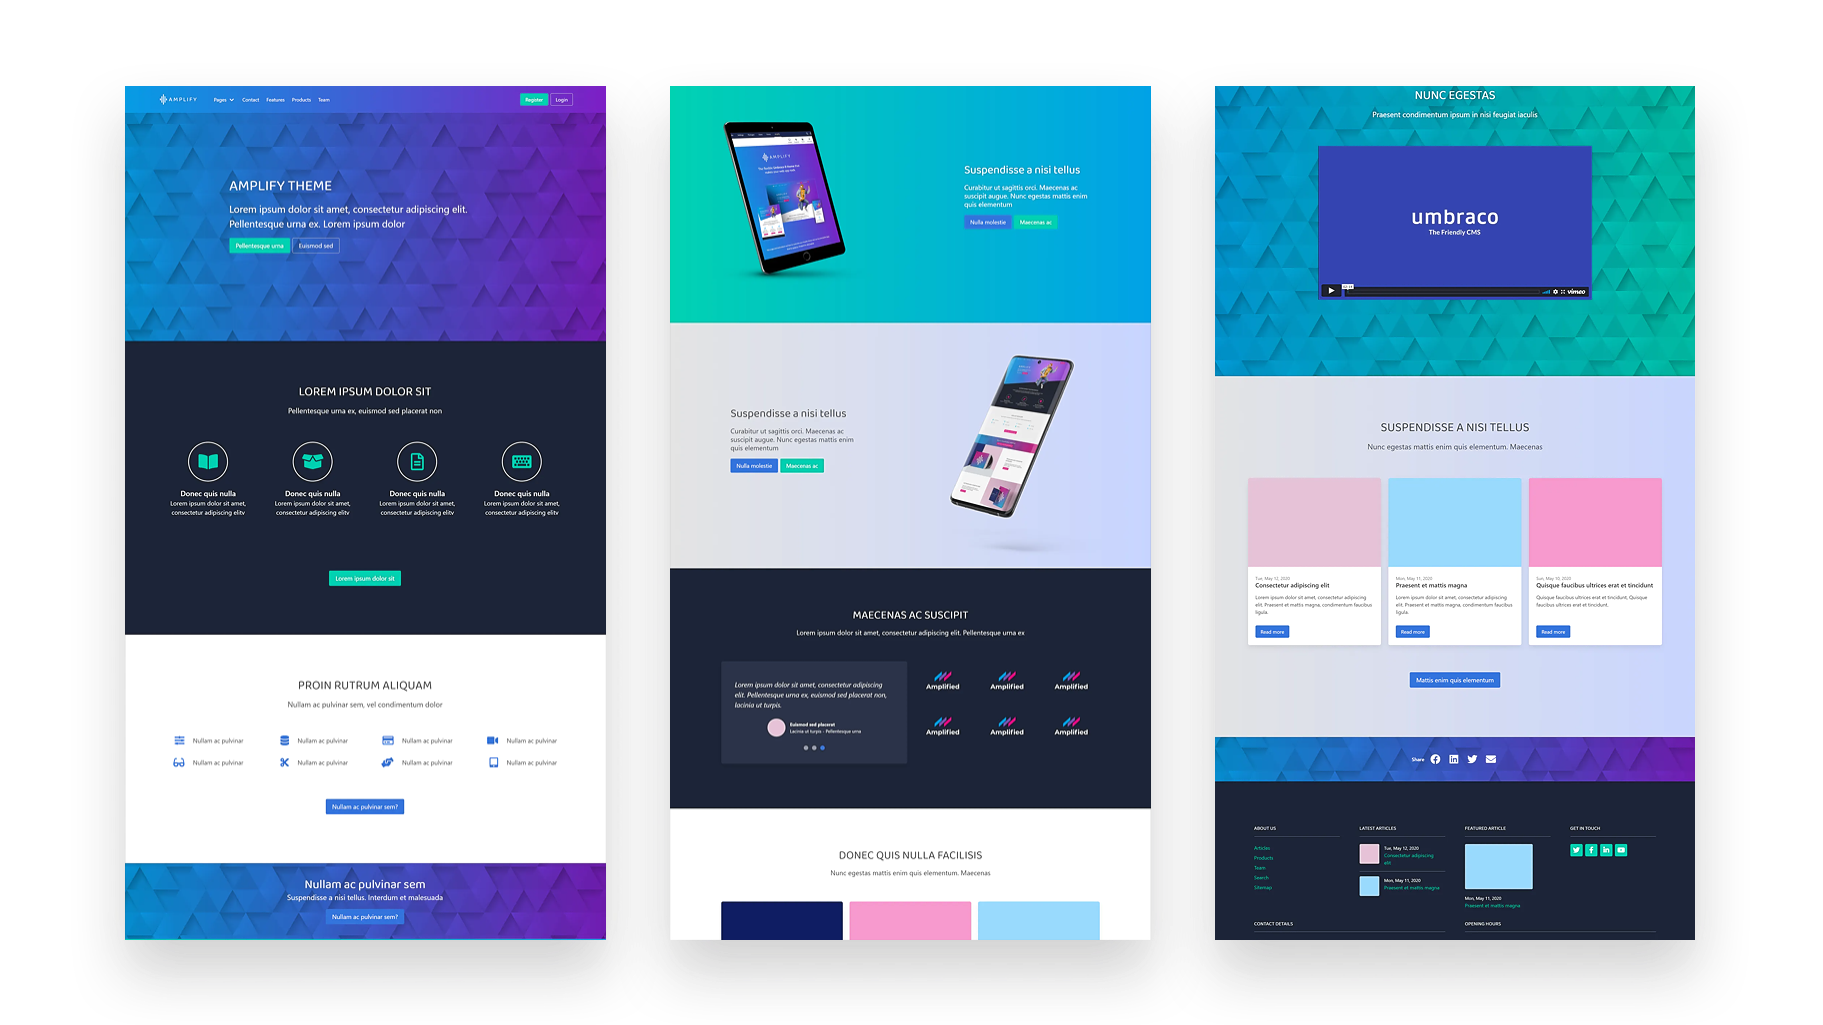 AMPLIFY
Pages Contact Features Products Team
Register Login
AMPLIFY THEME
Lorem ipsum dolor sit amet, consectetur adipiscing elit.
Pellentesque urna ex. Lorem ipsum dolor
Pellentesque urna Euismod sed
LOREM IPSUM DOLOR SIT
Pellentesque urna ex, euismod sed placerat non
Donec quis nulla
Lorem ipsum dolor sit amet,
consectetur adipiscing elitv
Donec quis nulla
Lorem ipsum dolor sit amet,
consectetur adipiscing elitv
Donec quis nulla
Lorem ipsum dolor sit amet,
consectetur adipiscing elitv
Donec quis nulla
Lorem ipsum dolor sit amet,
consectetur adipiscing elitv
Lorem ipsum dolor sit
PROIN RUTRUM ALIQUAM
Nullam ac pulvinar sem, vel condimentum dolor
Nullam ac pulvinar Nullam ac pulvinar Nullam ac pulvinar Nullam ac pulvinar
Nullam ac pulvinar Nullam ac pulvinar Nullam ac pulvinar Nullam ac pulvinar
Nullam ac pulvinar sem?
Nullam ac pulvinar sem
Suspendisse a nisi tellus. Interdum et malesuada
Nullam ac pulvinar sem?
AMPLIFY
Suspendisse a nisi tellus
Curabitur ut sagittis orci. Maecenas ac
suscipit augue. Nunc egestas mattis enim
quis elementum
Nulla molestie Maecenas ac
Suspendisse a nisi tellus
Curabitur ut sagittis orci. Maecenas ac
suscipit augue. Nunc egestas mattis enim
quis elementum
Nulla molestie Maecenas ac
MAECENAS AC SUSCIPIT
Lorem ipsum dolor sit amet, consectetur adipiscing elit. Pellentesque urna ex
Lorem ipsum dolor sit amet, consectetur adipiscing
elit. Pellentesque urna ex, euismod sed placerat non,
lacinia ut turpis.
Euismod sed placerat
Lacinia ut turpis - Pellentesque urna
Amplified Amplified Amplified
Amplified Amplified Amplified
DONEC QUIS NULLA FACILISIS
Nunc egestas mattis enim quis elementum. Maecenas
NUNC EGESTAS
Praesent condimentum ipsum in nisi feugiat iaculis
umbraco
The Friendly CMS
vimeo
SUSPENDISSE A NISI TELLUS
Nunc egestas mattis enim quis elementum. Maecenas
Tue, May 12, 2020
Consectetur adipiscing elit
Lorem ipsum dolor sit amet, consectetur adipiscing
elit. Praesent et mattis magna, condimentum faucibus
ligula.
Read more
Mon, May 11, 2020
Praesent et mattis magna
Lorem ipsum dolor sit amet, consectetur adipiscing
elit. Praesent et mattis magna, condimentum faucibus
ligula.
Read more
Sun, May 10, 2020
Quisque faucibus ultrices erat et tincidunt
Quisque faucibus ultrices erat et tincidunt, Quisque
faucibus ultrices erat et tincidunt.
Read more
Mattis enim quis elementum
Share
ABOUT US
Articles
Products
Team
Search
Sitemap
LATEST ARTICLES
Tue, May 12, 2020
Consectetur adipiscing
elit
Mon, May 11, 2020
Praesent et mattis magna
FEATURED ARTICLE
Mon, May 11, 2020
Praesent et mattis magna
GET IN TOUCH
CONTACT DETAILS
OPENING HOURS